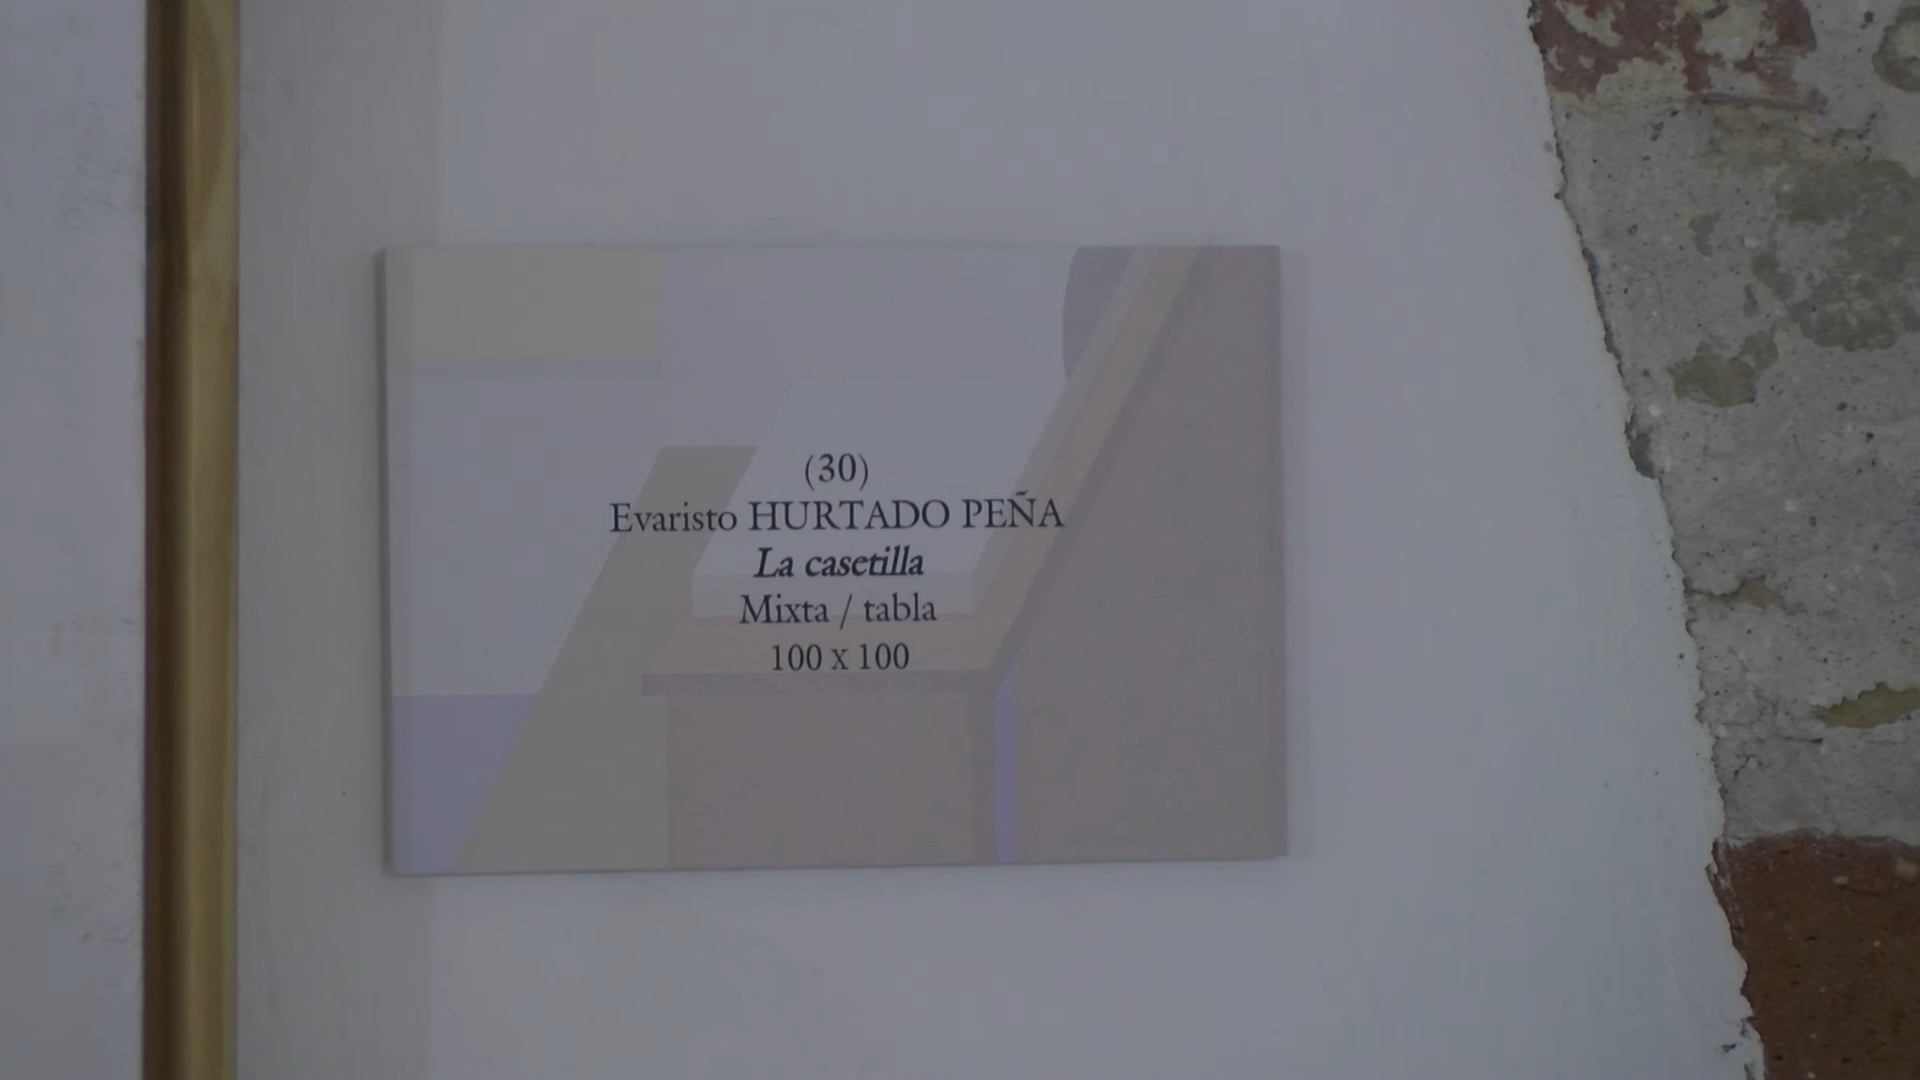 (30)
Evaristo HURTADO PEÑA
La casetilla
Mixta / tabla
100 x 100